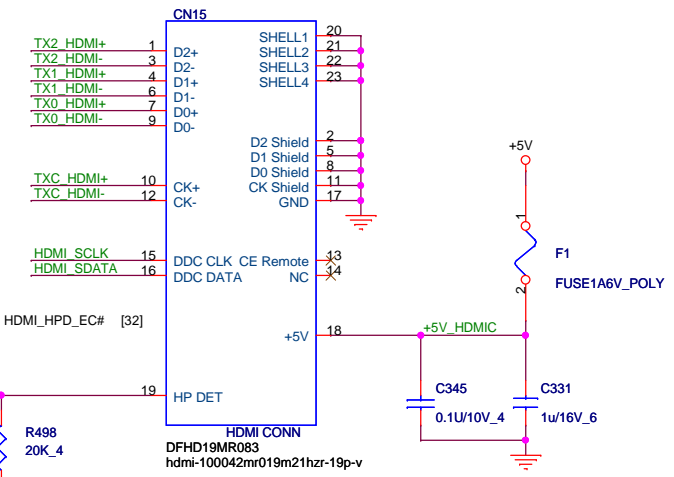 CN15
TX2_HDMI+ 1 D2+ SHELL1 20
TX2_HDMI- 3 D2- SHELL2 21
TX1_HDMI+ 4 D1+ SHELL3 22
TX1_HDMI- 6 D1- SHELL4 23
TX0_HDMI+ 7 D0+
TX0_HDMI- 9 D0-
D2 Shield 2
D1 Shield 5
D0 Shield 8
TXC_HDMI+ 10 CK+ CK Shield 11
TXC_HDMI- 12 CK- GND 17
HDMI_SCLK 15 DDC CLK CE Remote 13
HDMI_SDATA 16 DDC DATA NC 14
+5V
1
F1
2
FUSE1A6V_POLY
HDMI_HPD_EC# [32]
+5V 18 +5V_HDMIC
19 HP DET
C345
0.1U/10V_4
C331
1u/16V_6
R498
20K_4
HDMI CONN
DFHD19MR083
hdmi-100042mr019m21hzr-19p-v